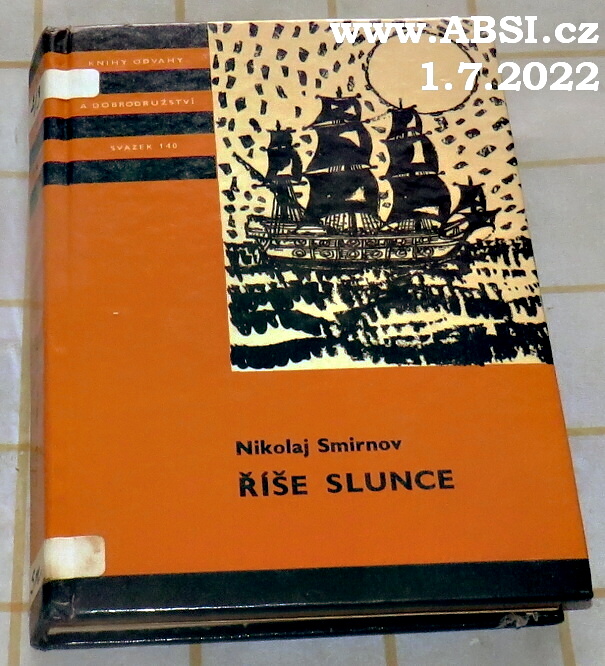 www.ABSI.cz
1.7.2022
KNIHY ODVAHY
A DOBRODRUŽSTVÍ
SVAZEK 140
Nikolaj Smirnov
ŘÍŠE SLUNCE